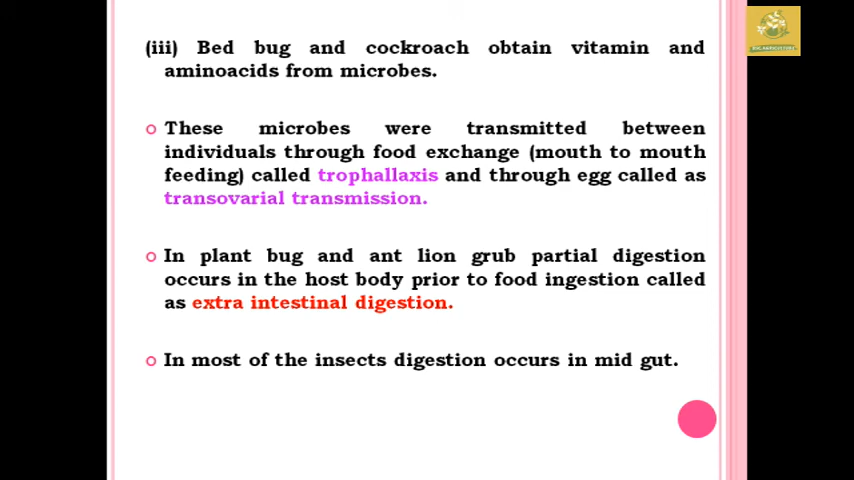 (iii) Bed bug and cockroach obtain vitamin and
aminoacids from microbes.
These microbes were transmitted between
individuals through food exchange (mouth to mouth
feeding) called trophallaxis and through egg called as
transovarial transmission.
In plant bug and ant lion grub partial digestion
occurs in the host body prior to food ingestion called
as extra intestinal digestion.
In most of the insects digestion occurs in mid gut.